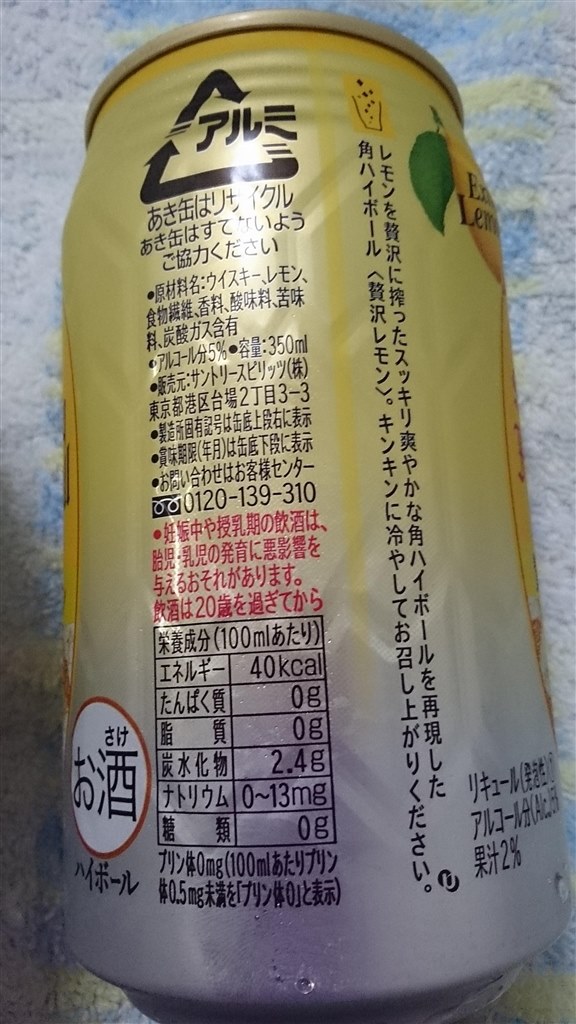 アルミ
あき缶はリサイクル
あき缶はすてないよう
ご協力ください
●原材料名:ウイスキー、レモン、
食物繊維、香料、酸味料、苦味
料、炭酸ガス含有
●アルコール分5%●容量:350ml
●販売元:サントリースピリッツ(株)
東京都港区台場2丁目3-3
●製造所固有記号は缶底上段右に表示
●賞味期限(年月)は缶底下段に表示
●お問い合わせはお客様センター
0120-139-310
●妊娠中や授乳期の飲酒は、
胎児・乳児の発育に悪影響を
与えるおそれがあります。
飲酒は20歳を過ぎてから
栄養成分(100mlあたり)
エネルギー 40kcal
たんぱく質 0g
脂質 0g
炭水化物 2.4g
ナトリウム 0~13mg
糖類 0g
プリン体0mg(100mlあたりプリン
体0.5mg未満を「プリン体0」と表示)
さけ
お酒
ハイボール
レモンを贅沢に搾ったスッキリ爽やかな角ハイボールを再現した
角ハイボール〈贅沢レモン〉。キンキンに冷やしてお召し上がりください。
リキュール(発泡性)①
アルコール分(Alc.)5%
果汁2%